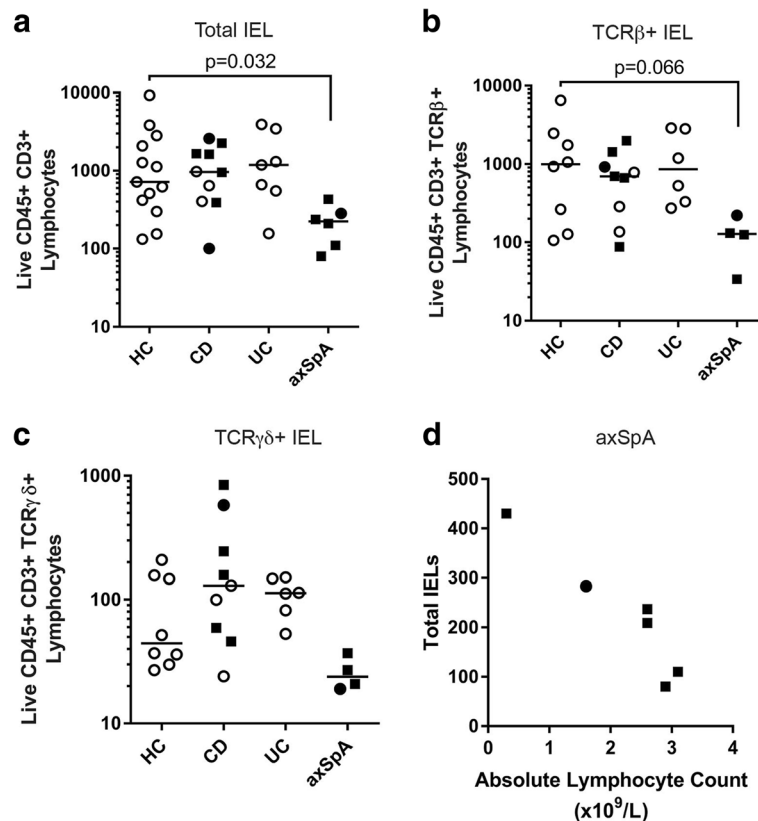 a
Total IEL
p=0.032
Live CD45+ CD3+
Lymphocytes
10000
1000
100
10
HC
CD
UC
axSpA
b
TCRβ+ IEL
p=0.066
Live CD45+ CD3+ TCRβ+
Lymphocytes
10000
1000
100
10
HC
CD
UC
axSpA
c
TCRγδ+ IEL
Live CD45+ CD3+ TCRγ δ+
Lymphocytes
1000
100
10
HC
CD
UC
axSpA
d
axSpA
Total IELs
500
400
300
200
100
0
0 1 2 3 4
Absolute Lymphocyte Count
(x10⁹/L)